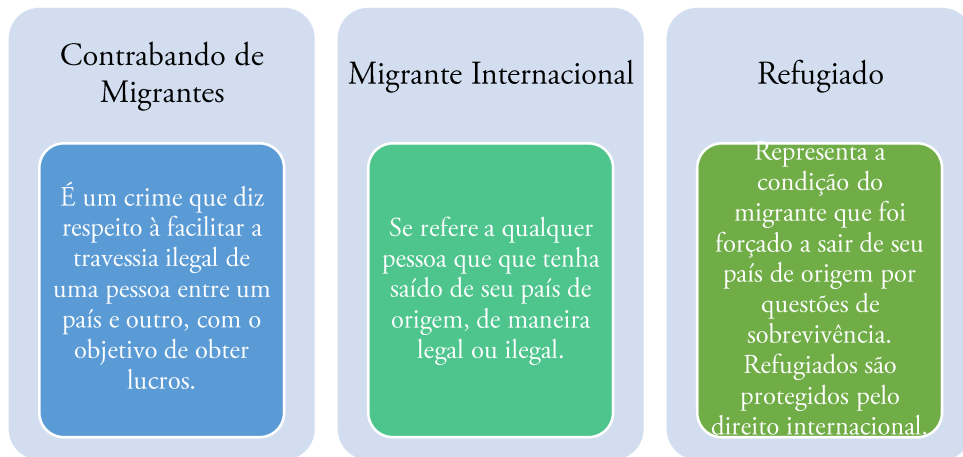 Contrabando de
Migrantes
É um crime que diz
respeito à facilitar a
travessia ilegal de
uma pessoa entre um
país e outro, com o
objetivo de obter
lucros.
Migrante Internacional
Se refere a qualquer
pessoa que que tenha
saído de seu país de
origem, de maneira
legal ou ilegal.
Refugiado
Representa a
condição do
migrante que foi
forçado a sair de seu
país de origem por
questões de
sobrevivência.
Refugiados são
protegidos pelo
direito internacional.